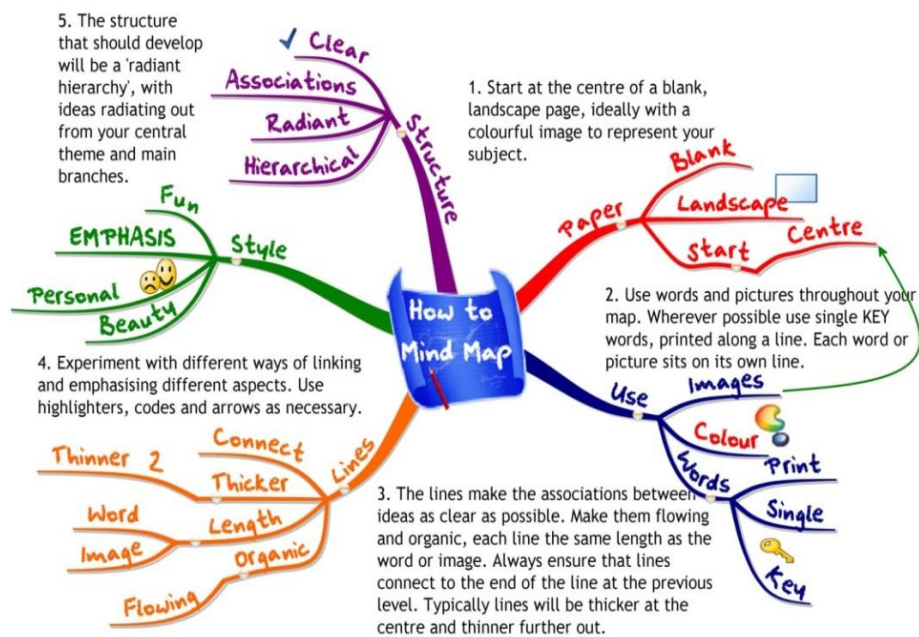 5. The structure
that should develop
will be a 'radiant
hierarchy', with
ideas radiating out
from your central
theme and main
branches.
Clear
Associations
Radiant
Hierarchical
Structure
1. Start at the centre of a blank,
landscape page, ideally with a
colourful image to represent your
subject.
Paper
Blank
Landscape
Start
Centre
Fun
EMPHASIS
Personal
Beauty
Style
How to
Mind Map
2. Use words and pictures throughout your
map. Wherever possible use single KEY
words, printed along a line. Each word or
picture sits on its own line.
Use
Images
Colour
Words
Print
Single
Key
4. Experiment with different ways of linking
and emphasising different aspects. Use
highlighters, codes and arrows as necessary.
Lines
Connect
Thicker
Thinner 2
Length
Word
Image
Organic
Flowing
3. The lines make the associations between
ideas as clear as possible. Make them flowing
and organic, each line the same length as the
word or image. Always ensure that lines
connect to the end of the line at the previous
level. Typically lines will be thicker at the
centre and thinner further out.